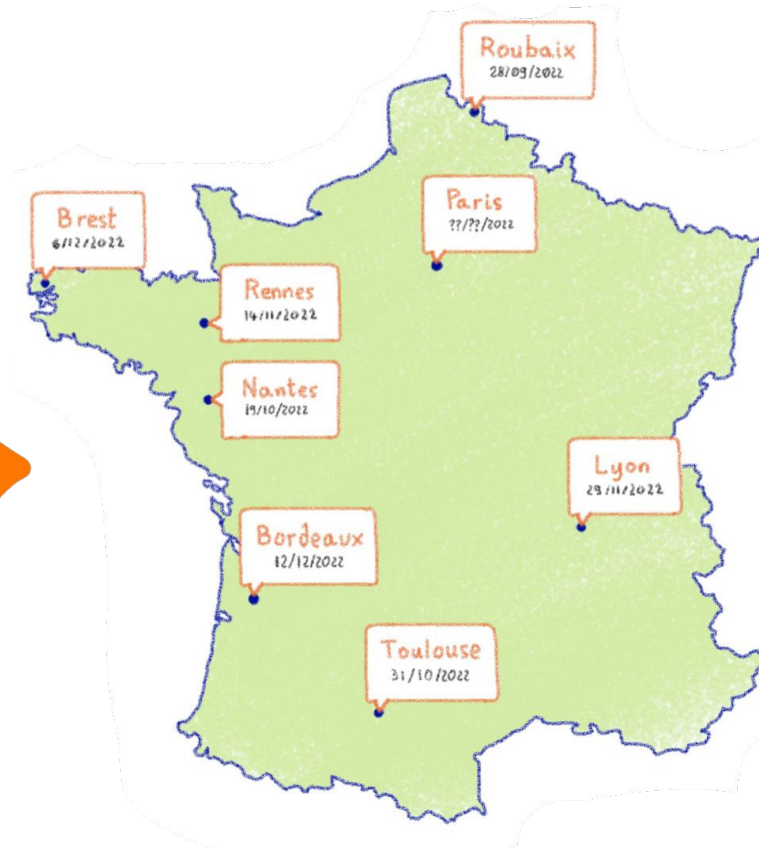 Roubaix
28/09/2022
Paris
??/??/2022
Brest
6/12/2022
Rennes
14/11/2022
Nantes
19/10/2022
Lyon
29/11/2022
Bordeaux
12/12/2022
Toulouse
31/10/2022